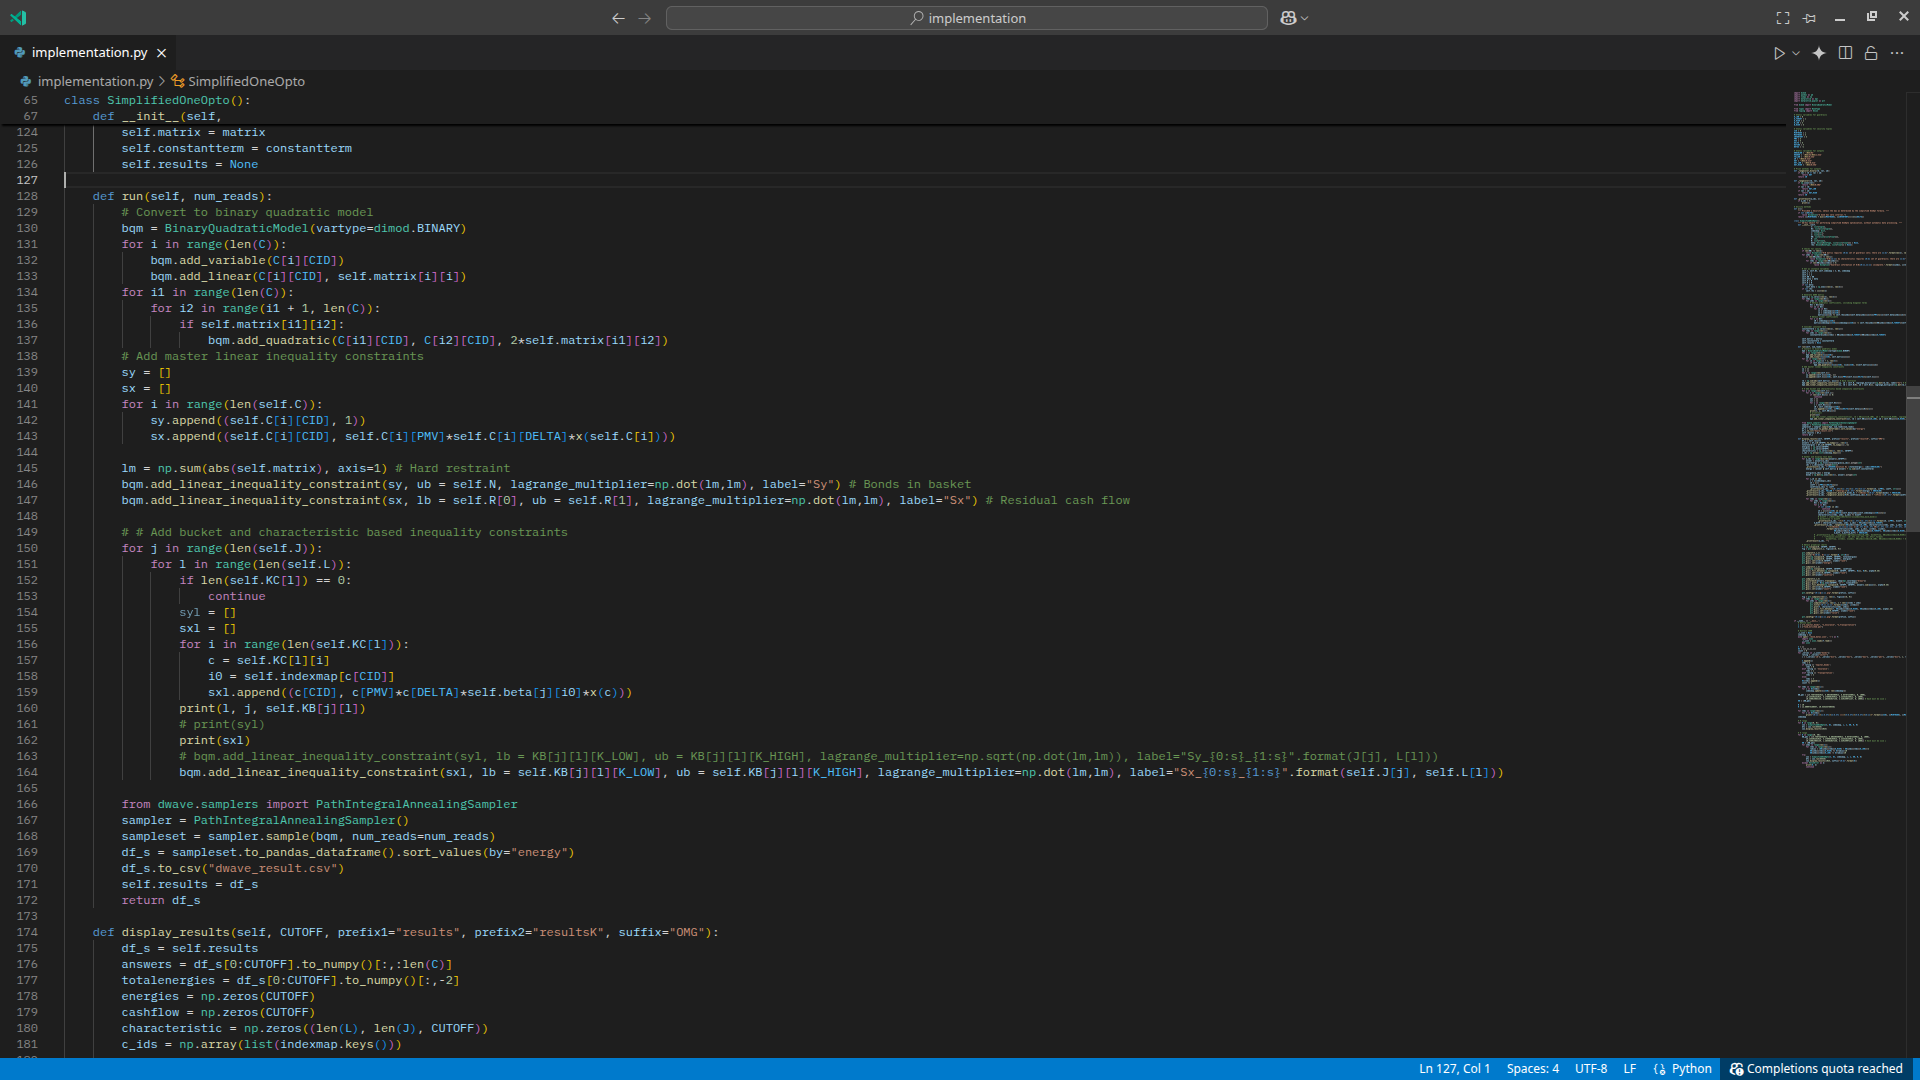 implementation
implementation.py
implementation.py > SimplifiedOneOpto
65 class SimplifiedOneOpto():
67     def __init__(self,
124         self.matrix = matrix
125         self.constantterm = constantterm
126         self.results = None
127
128     def run(self, num_reads):
129         # Convert to binary quadratic model
130         bqm = BinaryQuadraticModel(vartype=dimod.BINARY)
131         for i in range(len(C)):
132             bqm.add_variable(C[i][CID])
133             bqm.add_linear(C[i][CID], self.matrix[i][i])
134         for i1 in range(len(C)):
135             for i2 in range(i1 + 1, len(C)):
136                 if self.matrix[i1][i2]:
137                     bqm.add_quadratic(C[i1][CID], C[i2][CID], 2*self.matrix[i1][i2])
138         # Add master linear inequality constraints
139         sy = []
140         sx = []
141         for i in range(len(self.C)):
142             sy.append((self.C[i][CID], 1))
143             sx.append((self.C[i][CID], self.C[i][PMV]*self.C[i][DELTA]*x(self.C[i])))
144
145         lm = np.sum(abs(self.matrix), axis=1) # Hard restraint
146         bqm.add_linear_inequality_constraint(sy, ub = self.N, lagrange_multiplier=np.dot(lm,lm), label="Sy") # Bonds in basket
147         bqm.add_linear_inequality_constraint(sx, lb = self.R[0], ub = self.R[1], lagrange_multiplier=np.dot(lm,lm), label="Sx") # Residual cash flow
148
149         # # Add bucket and characteristic based inequality constraints
150         for j in range(len(self.J)):
151             for l in range(len(self.L)):
152                 if len(self.KC[l]) == 0:
153                     continue
154                 syl = []
155                 sxl = []
156                 for i in range(len(self.KC[l])):
157                     c = self.KC[l][i]
158                     i0 = self.indexmap[c[CID]]
159                     sxl.append((c[CID], c[PMV]*c[DELTA]*self.beta[j][i0]*x(c)))
160                 print(l, j, self.KB[j][l])
161                 # print(syl)
162                 print(sxl)
163                 # bqm.add_linear_inequality_constraint(syl, lb = KB[j][l][K_LOW], ub = KB[j][l][K_HIGH], lagrange_multiplier=np.sqrt(np.dot(lm,lm)), label="Sy_{0:s}_{1:s}".format(J[j], L[l]))
164                 bqm.add_linear_inequality_constraint(sxl, lb = self.KB[j][l][K_LOW], ub = self.KB[j][l][K_HIGH], lagrange_multiplier=np.dot(lm,lm), label="Sx_{0:s}_{1:s}".format(self.J[j], self.L[l]))
165
166         from dwave.samplers import PathIntegralAnnealingSampler
167         sampler = PathIntegralAnnealingSampler()
168         sampleset = sampler.sample(bqm, num_reads=num_reads)
169         df_s = sampleset.to_pandas_dataframe().sort_values(by="energy")
170         df_s.to_csv("dwave_result.csv")
171         self.results = df_s
172         return df_s
173
174     def display_results(self, CUTOFF, prefix1="results", prefix2="resultsK", suffix="OMG"):
175         df_s = self.results
176         answers = df_s[0:CUTOFF].to_numpy()[:,:len(C)]
177         totalenergies = df_s[0:CUTOFF].to_numpy()[:,-2]
178         energies = np.zeros(CUTOFF)
179         cashflow = np.zeros(CUTOFF)
180         characteristic = np.zeros((len(L), len(J), CUTOFF))
181         c_ids = np.array(list(indexmap.keys()))
Ln 127, Col 1 Spaces: 4 UTF-8 LF Python Completions quota reached